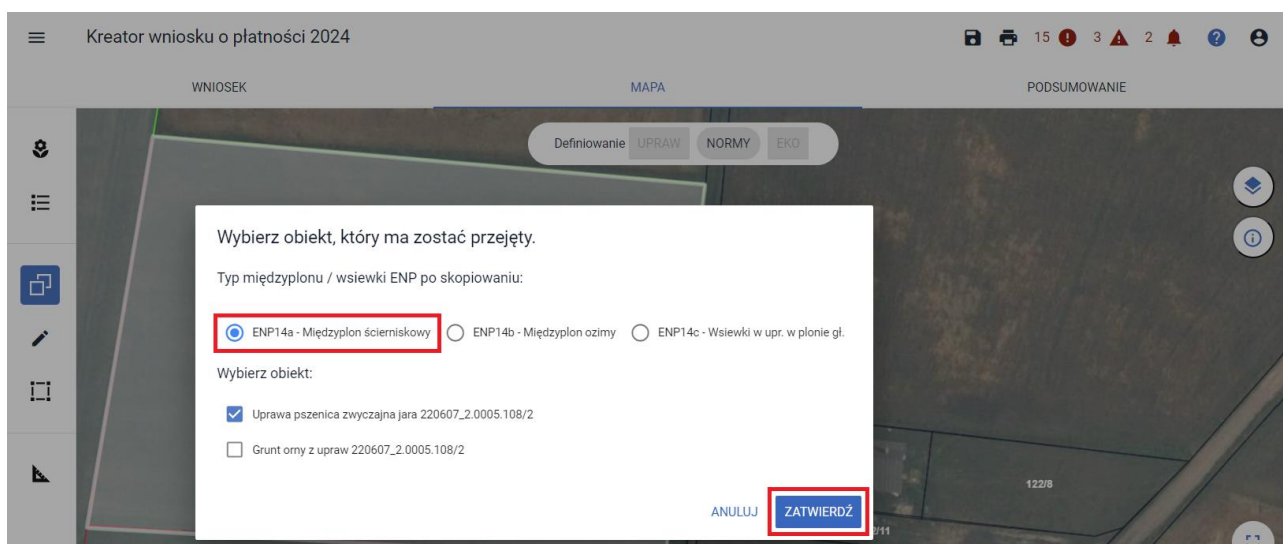 Kreator wniosku o płatności 2024
15 3 2
WNIOSEK MAPA PODSUMOWANIE
Definiowanie UPRAW NORMY EKO
Wybierz obiekt, który ma zostać przejęty.
Typ międzyplonu / wsiewki ENP po skopiowaniu:
ENP14a - Międzyplon ścierniskowy ENP14b - Międzyplon ozimy ENP14c - Wsiewki w upr. w plonie gł.
Wybierz obiekt:
Uprawa pszenica zwyczajna jara 220607_2.0005.108/2
Grunt orny z upraw 220607_2.0005.108/2
122/8
ANULUJ ZATWIERDŹ